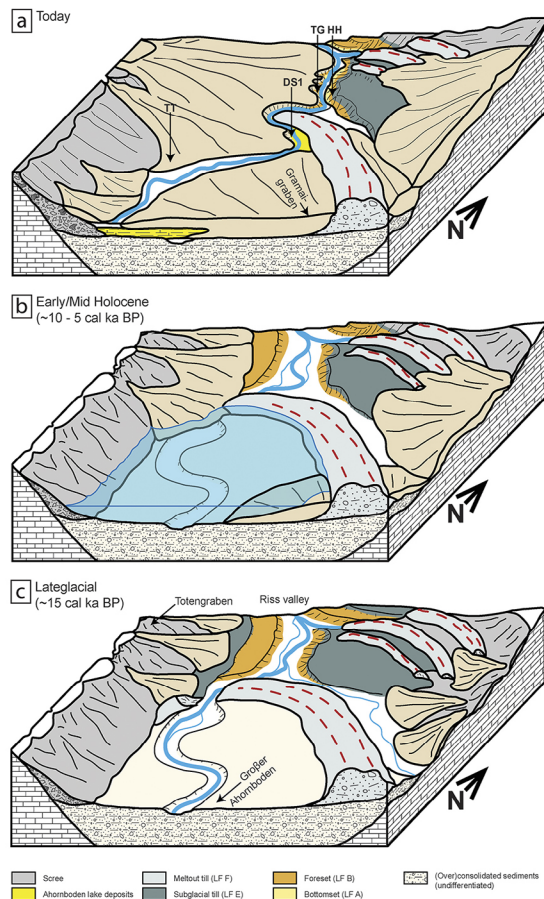 a Today
TG HH
DS1
TT
Gramai-
graben
N
b Early/Mid Holocene
(~10 - 5 cal ka BP)
N
c Lateglacial
(~15 cal ka BP)
Totengraben
Riss valley
Großer
Ahornboden
N
Scree
Meltout till (LF F)
Foreset (LF B)
(Over)consolidated sediments
(undifferentiated)
Ahornboden lake deposits
Subglacial till (LF E)
Bottomset (LF A)